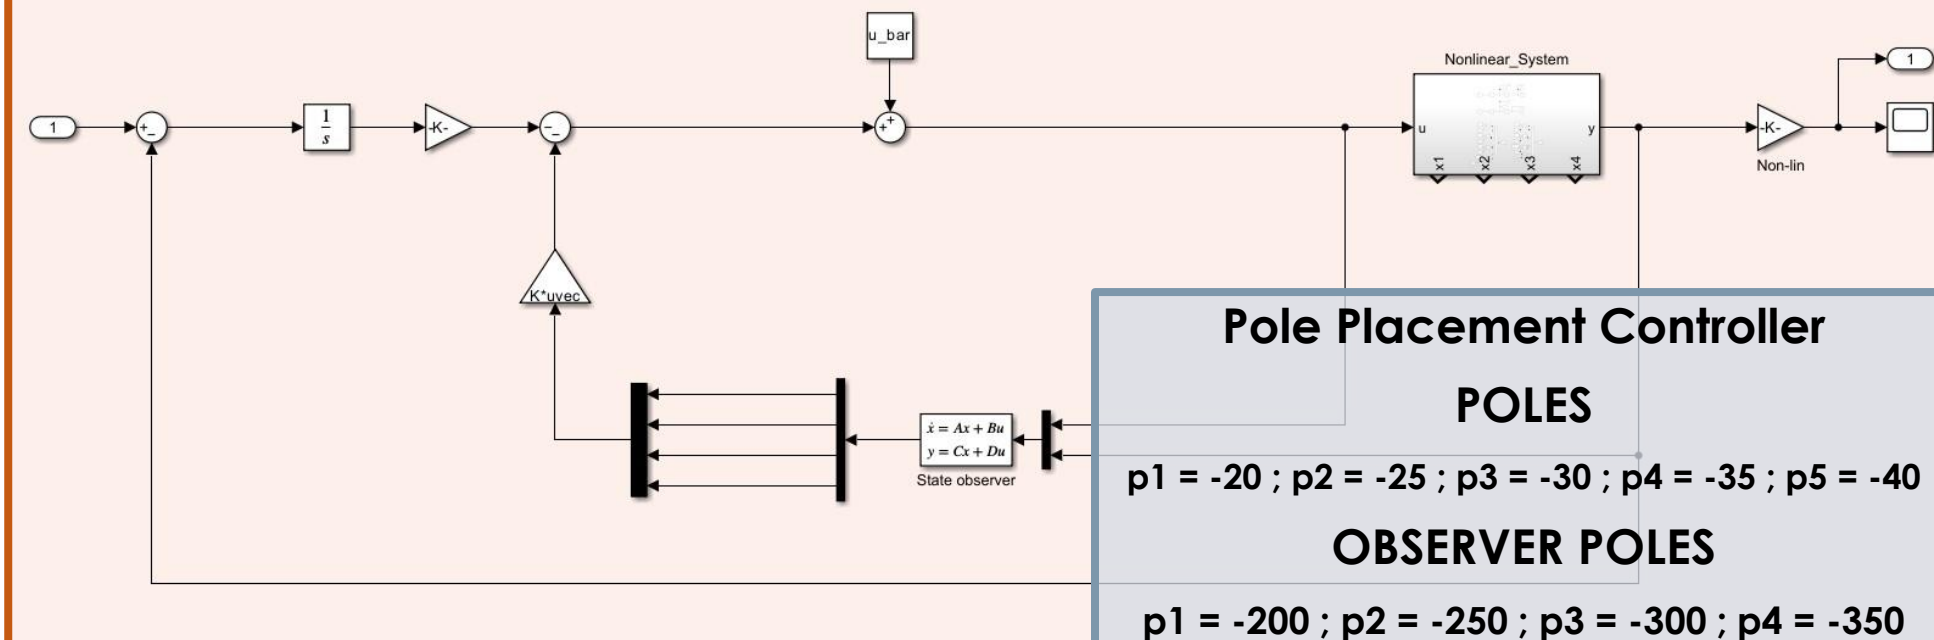 u_bar
Nonlinear_System
1
1
+
-
1
s
-K-
-
-
+
+
u
y
x1
x2
x3
x4
-K-
Non-lin
K*uvec
ẋ = Ax + Bu
y = Cx + Du
State observer
Pole Placement Controller
POLES
p1 = -20 ; p2 = -25 ; p3 = -30 ; p4 = -35 ; p5 = -40
OBSERVER POLES
p1 = -200 ; p2 = -250 ; p3 = -300 ; p4 = -350